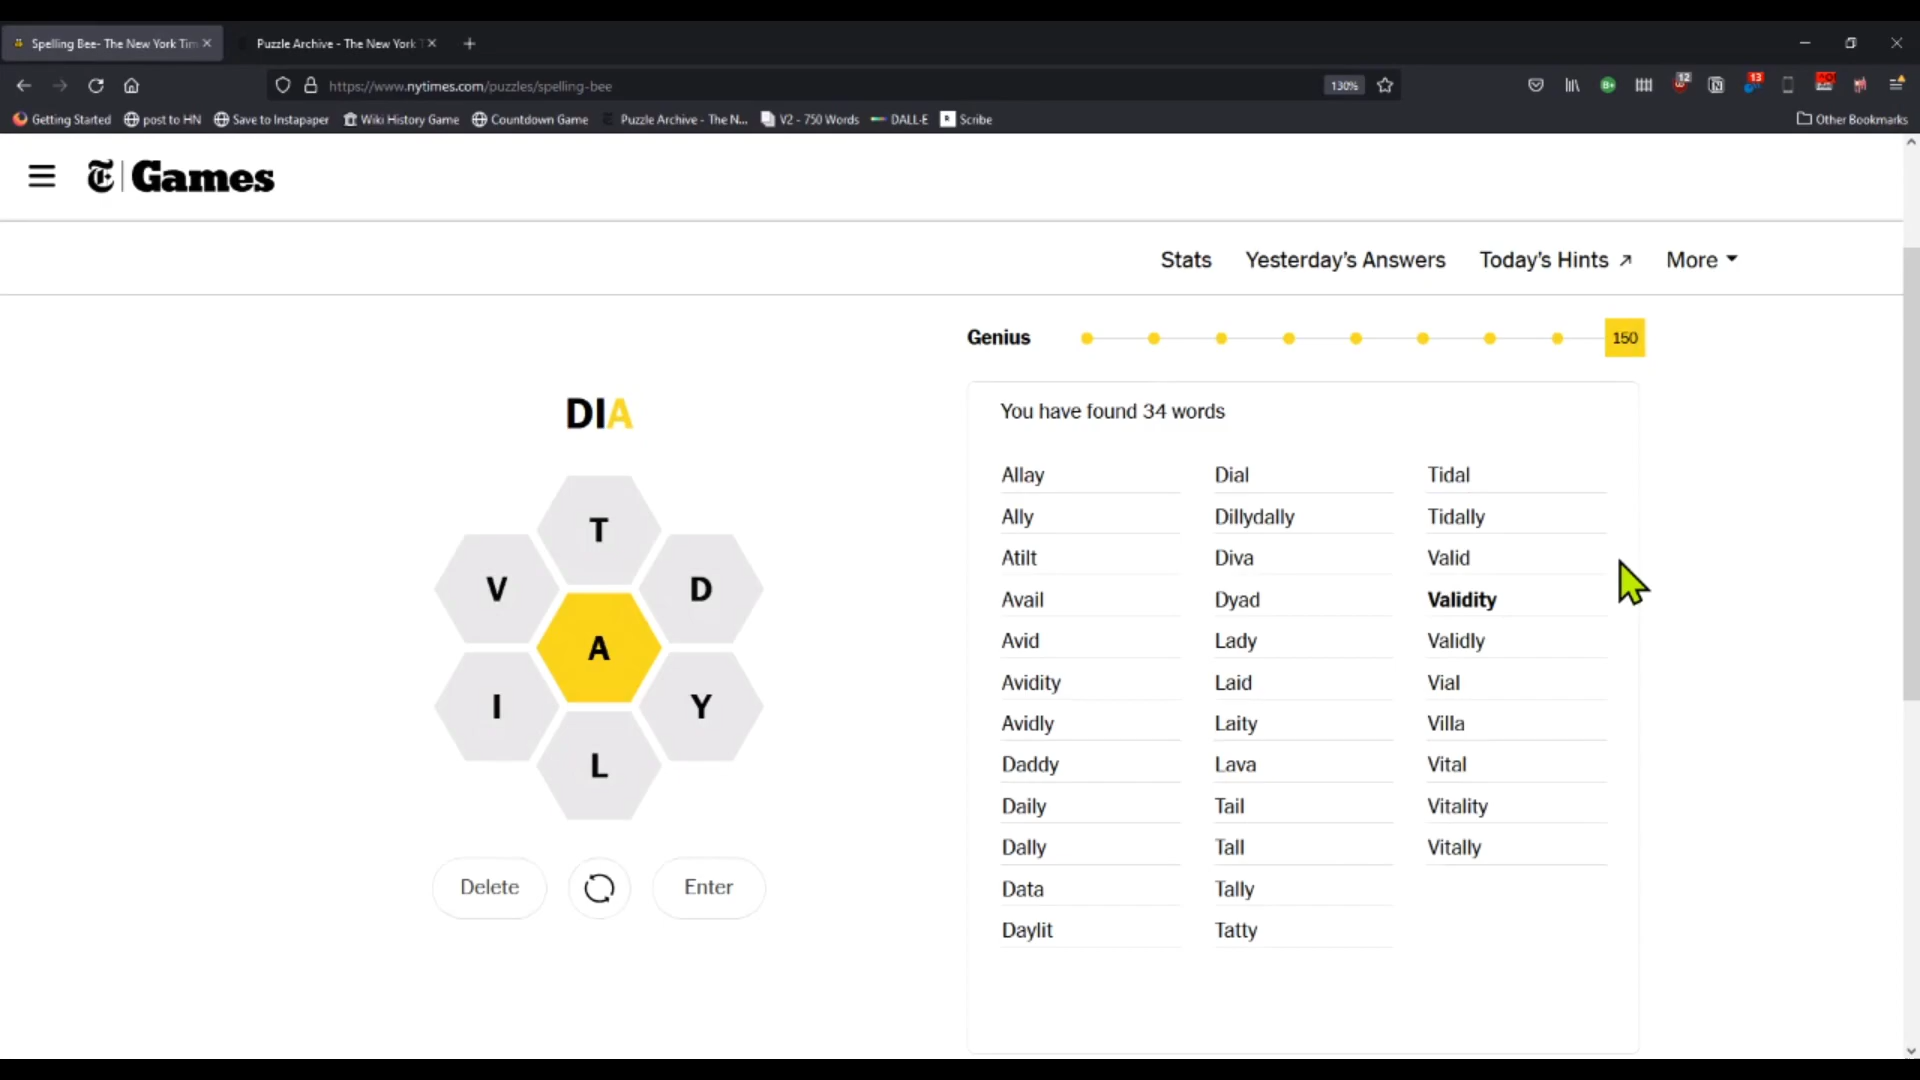 Spelling Bee- The New York Tim
Puzzle Archive - The New York T
https://www.nytimes.com/puzzles/spelling-bee
130%
12
13
Getting Started
post to HN
Save to Instapaper
Wiki History Game
Countdown Game
Puzzle Archive - The N...
V2 - 750 Words
DALL-E
Scribe
Other Bookmarks
T Games
Stats
Yesterday's Answers
Today's Hints
More
Genius
150
DIA
T
V
D
A
I
Y
L
Delete
Enter
You have found 34 words
Allay
Ally
Atilt
Avail
Avid
Avidity
Avidly
Daddy
Daily
Dally
Data
Daylit
Dial
Dillydally
Diva
Dyad
Lady
Laid
Laity
Lava
Tail
Tall
Tally
Tatty
Tidal
Tidally
Valid
Validity
Validly
Vial
Villa
Vital
Vitality
Vitally